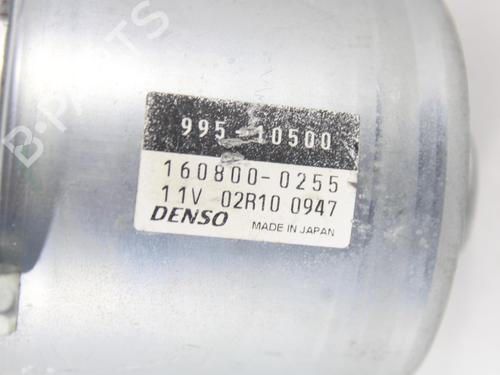 995-10500
160800-0255
11V 02R10 0947
DENSO MADE IN JAPAN
B-PARTS